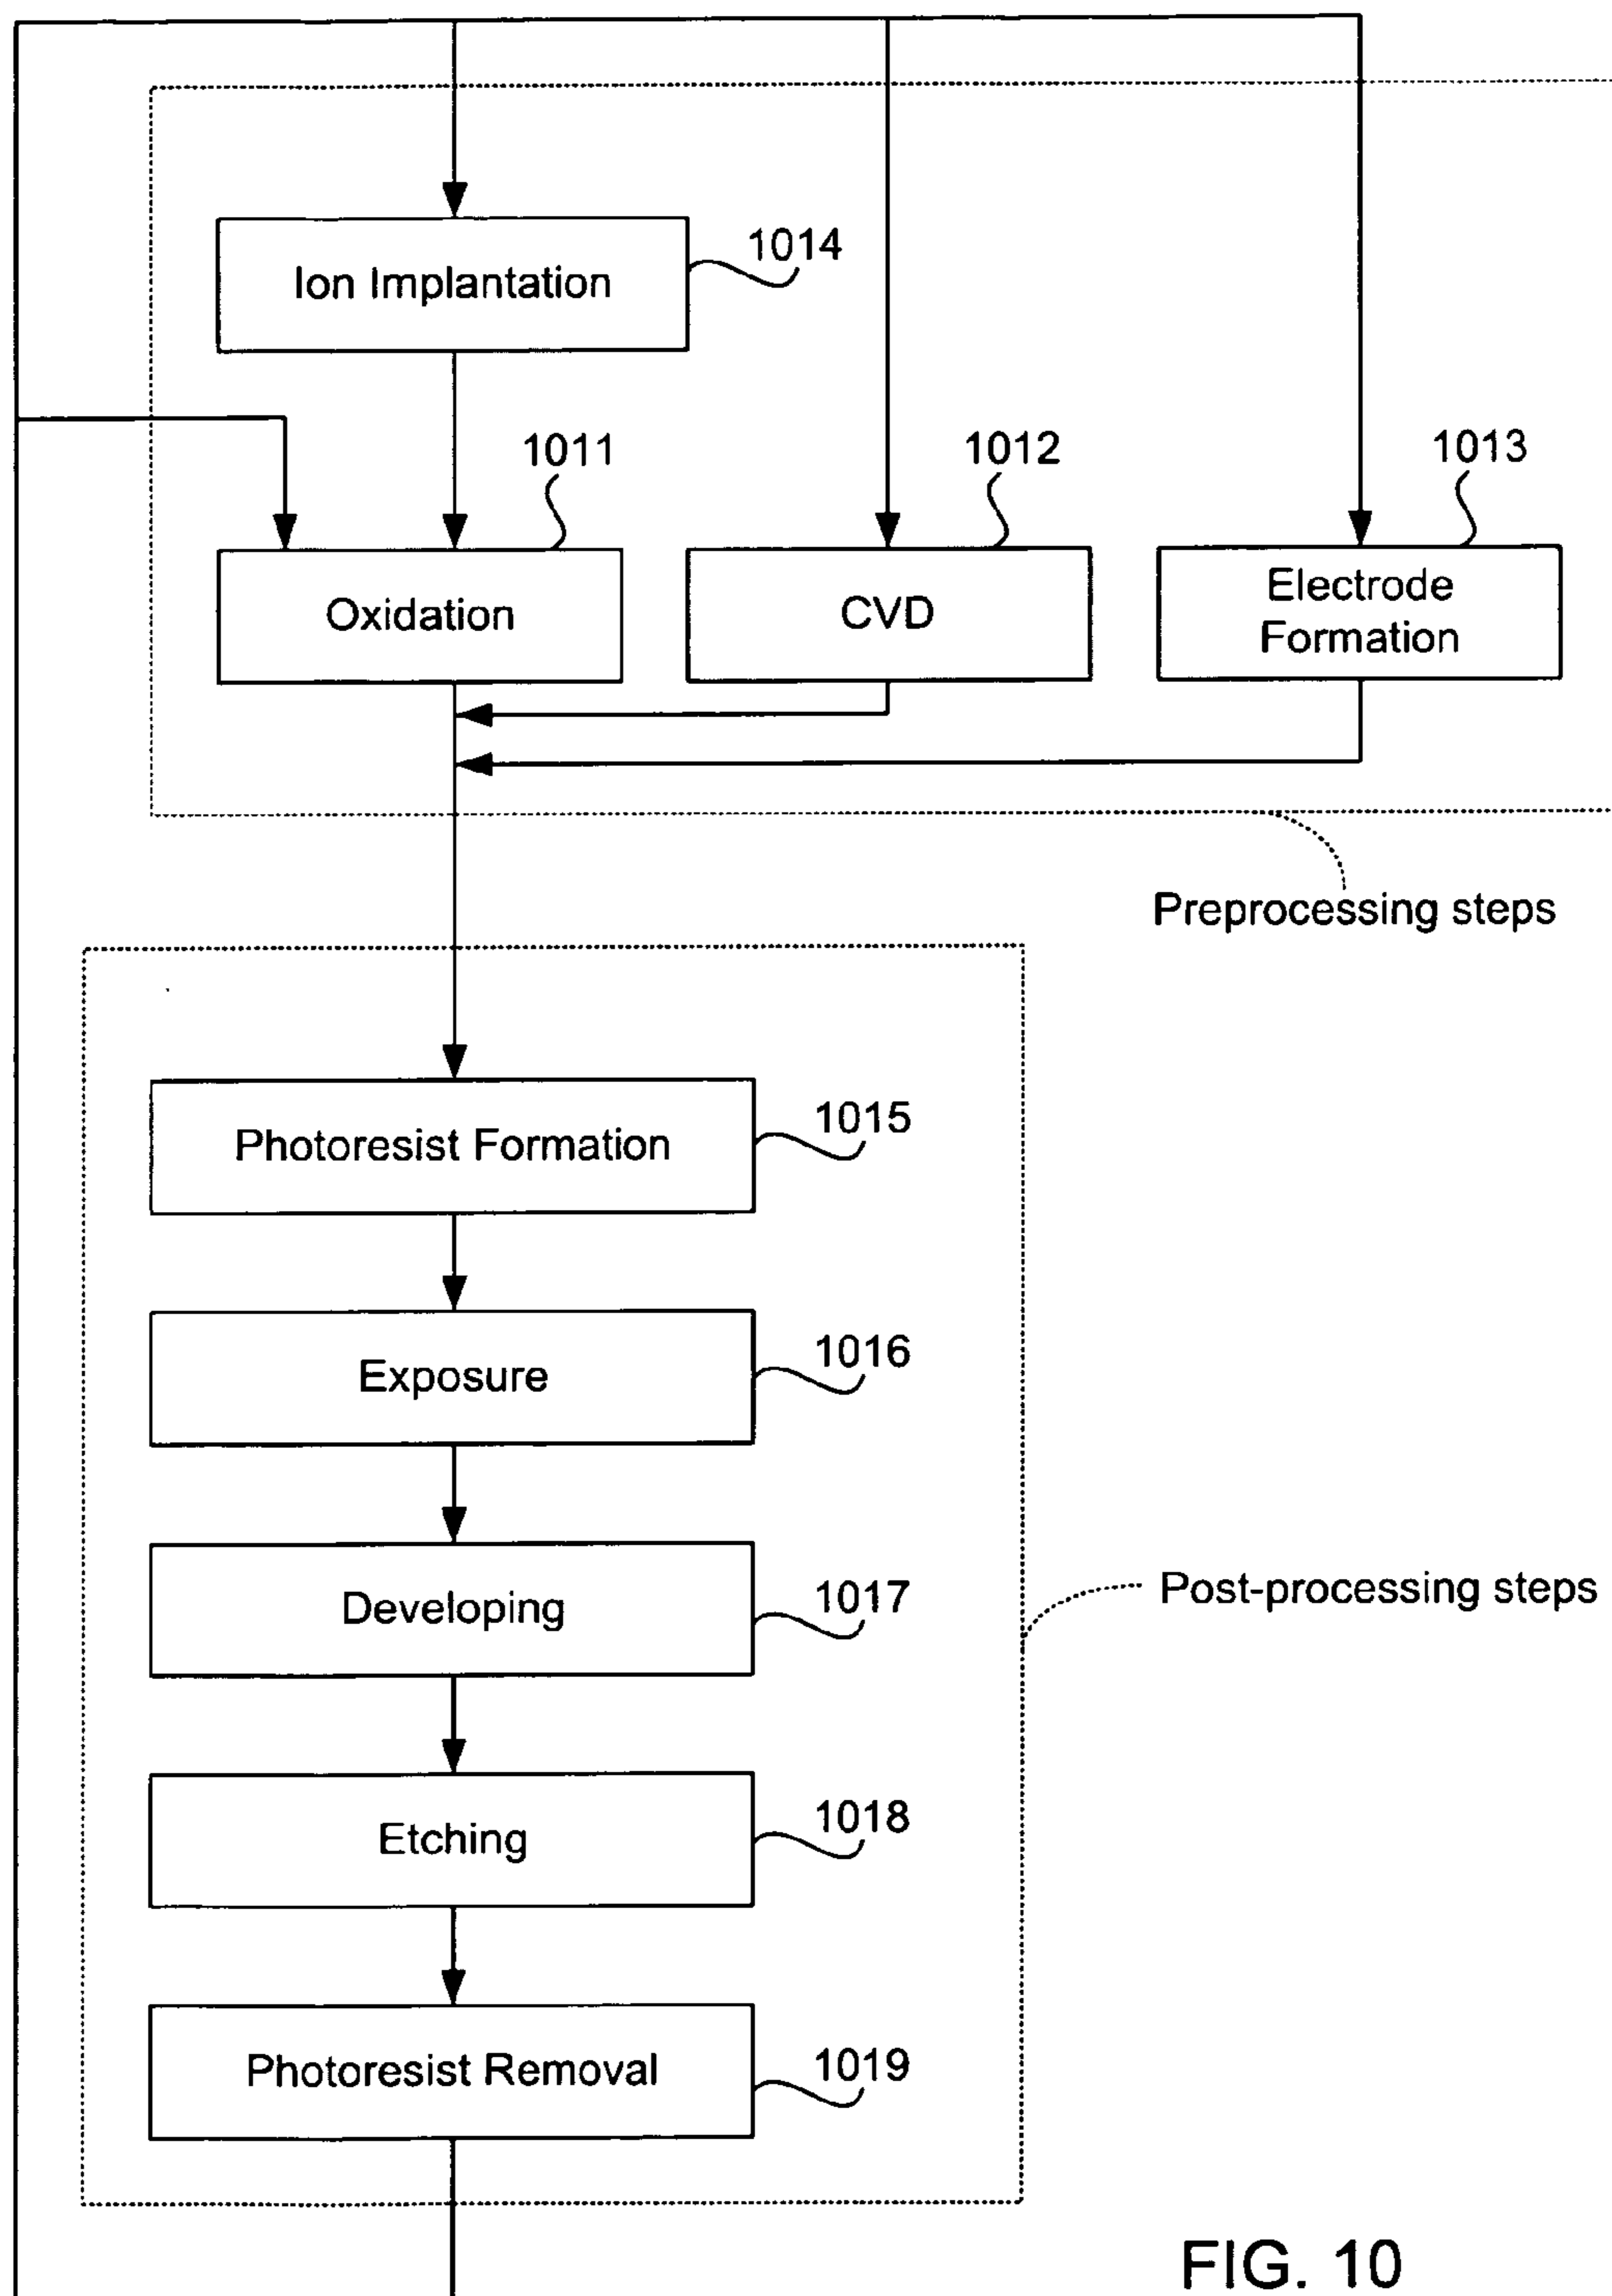 1014
Ion Implantation
1011
1012
1013
Oxidation
CVD
Electrode
Formation
Preprocessing steps
1015
Photoresist Formation
1016
Exposure
1017
Developing
Post-processing steps
1018
Etching
1019
Photoresist Removal
FIG. 10